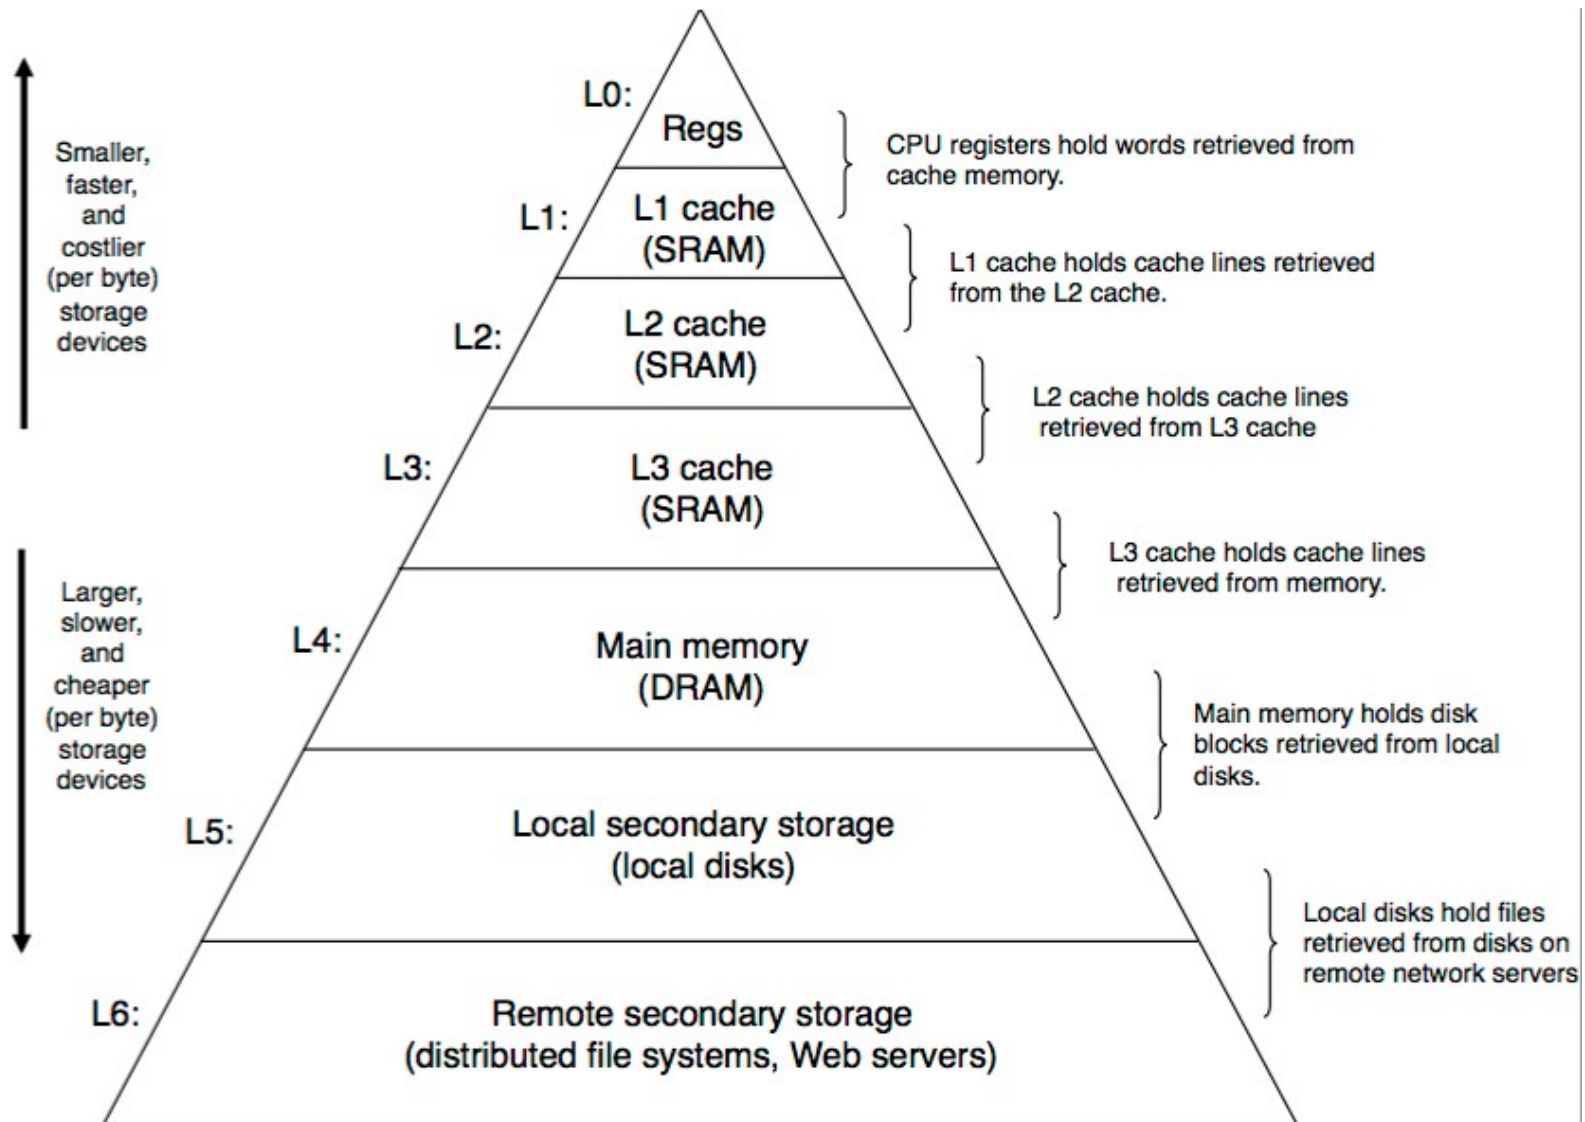 L0:
Regs
CPU registers hold words retrieved from
cache memory.
Smaller,
faster,
and
costlier
(per byte)
storage
devices
L1:
L1 cache
(SRAM)
L1 cache holds cache lines retrieved
from the L2 cache.
L2:
L2 cache
(SRAM)
L2 cache holds cache lines
retrieved from L3 cache
L3:
L3 cache
(SRAM)
L3 cache holds cache lines
retrieved from memory.
Larger,
slower,
and
cheaper
(per byte)
storage
devices
L4:
Main memory
(DRAM)
Main memory holds disk
blocks retrieved from local
disks.
L5:
Local secondary storage
(local disks)
Local disks hold files
retrieved from disks on
remote network servers
L6:
Remote secondary storage
(distributed file systems, Web servers)